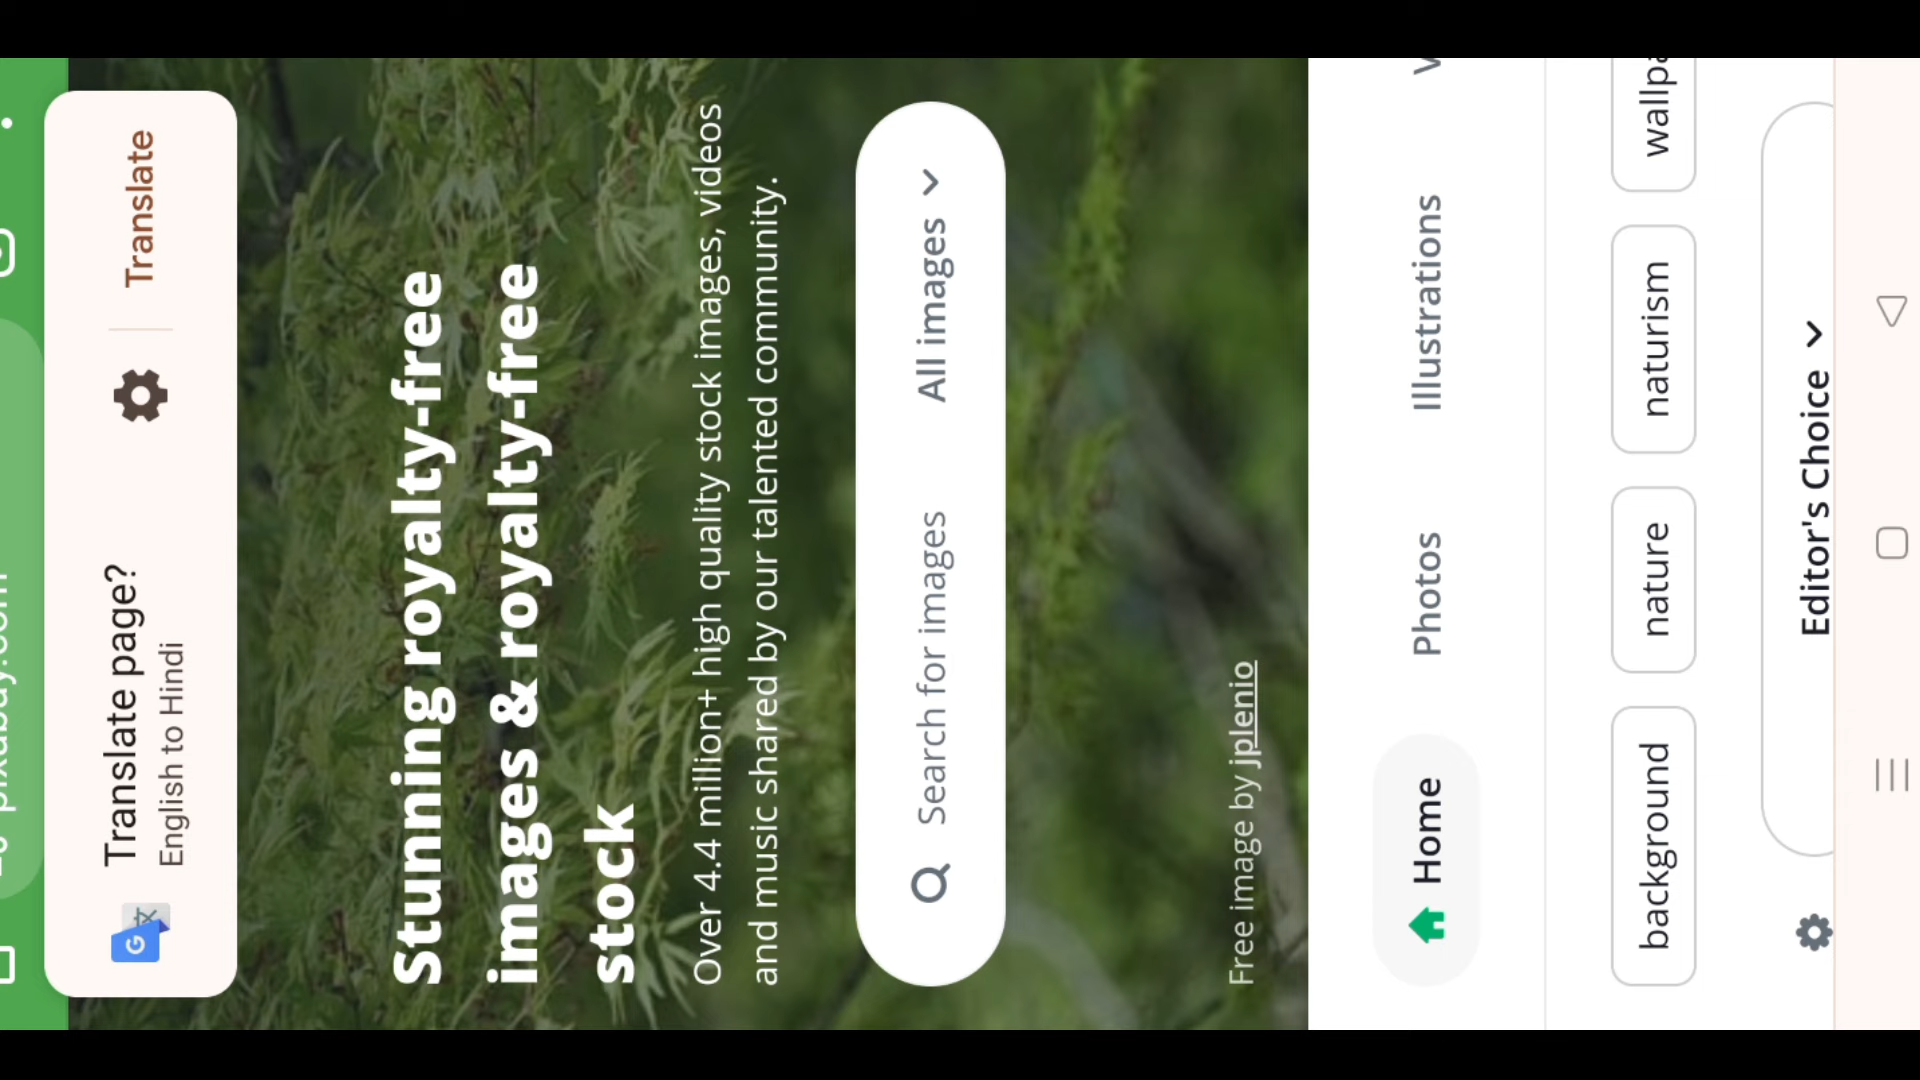 pixabay.com
Translate page?
English to Hindi
Translate
Stunning royalty-free
images & royalty-free
stock
Over 4.4 million+ high quality stock images, videos
and music shared by our talented community.
Search for images
All images
Free image by jplenio
Home
Photos
Illustrations
background
nature
naturism
Editor's Choice